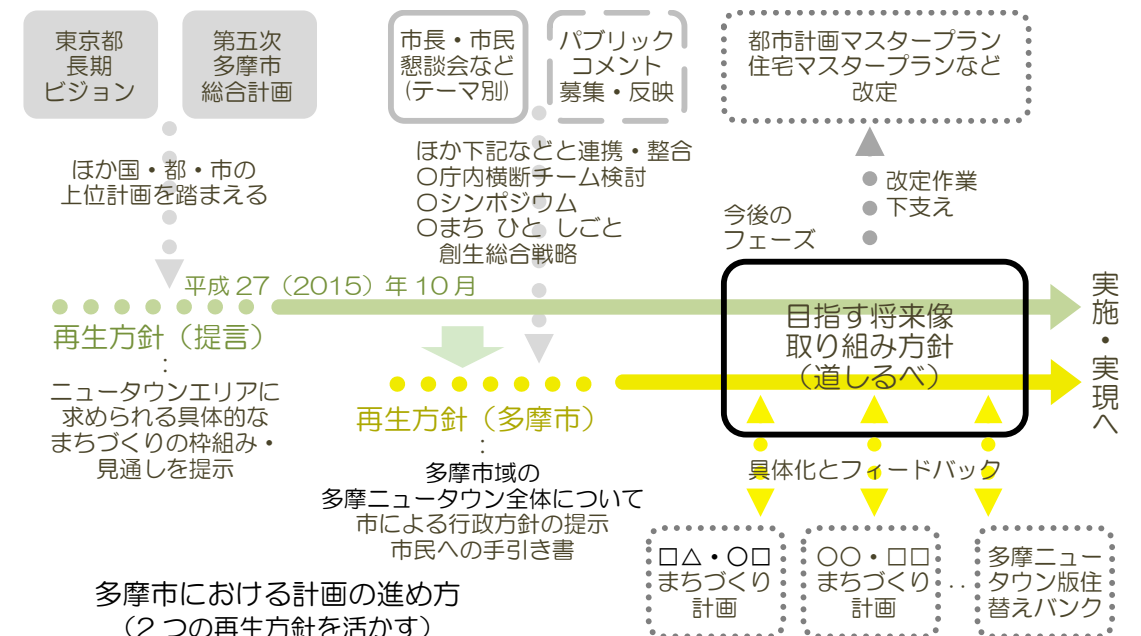 東京都
長期
ビジョン
第五次
多摩市
総合計画
市長・市民
懇談会など
(テーマ別)
パブリック
コメント
募集・反映
都市計画マスタープラン
住宅マスタープランなど
改定
ほか国・都・市の
上位計画を踏まえる
ほか下記などと連携・整合
〇庁内横断チーム検討
〇シンポジウム
〇まち ひと しごと
創生総合戦略
改定作業
下支え
今後の
フェーズ
平成27（2015）年10月
再生方針（提言）
：
ニュータウンエリアに
求められる具体的な
まちづくりの枠組み・
見通しを提示
目指す将来像
取り組み方針
（道しるべ）
実施・実現へ
再生方針（多摩市）
：
多摩市域の
多摩ニュータウン全体について
市による行政方針の提示
市民への手引き書
具体化とフィードバック
□△・〇□
まちづくり
計画
〇〇・□□
まちづくり
計画
‥
多摩ニュー
タウン版住
替えバンク
多摩市における計画の進め方
（2つの再生方針を活かす）